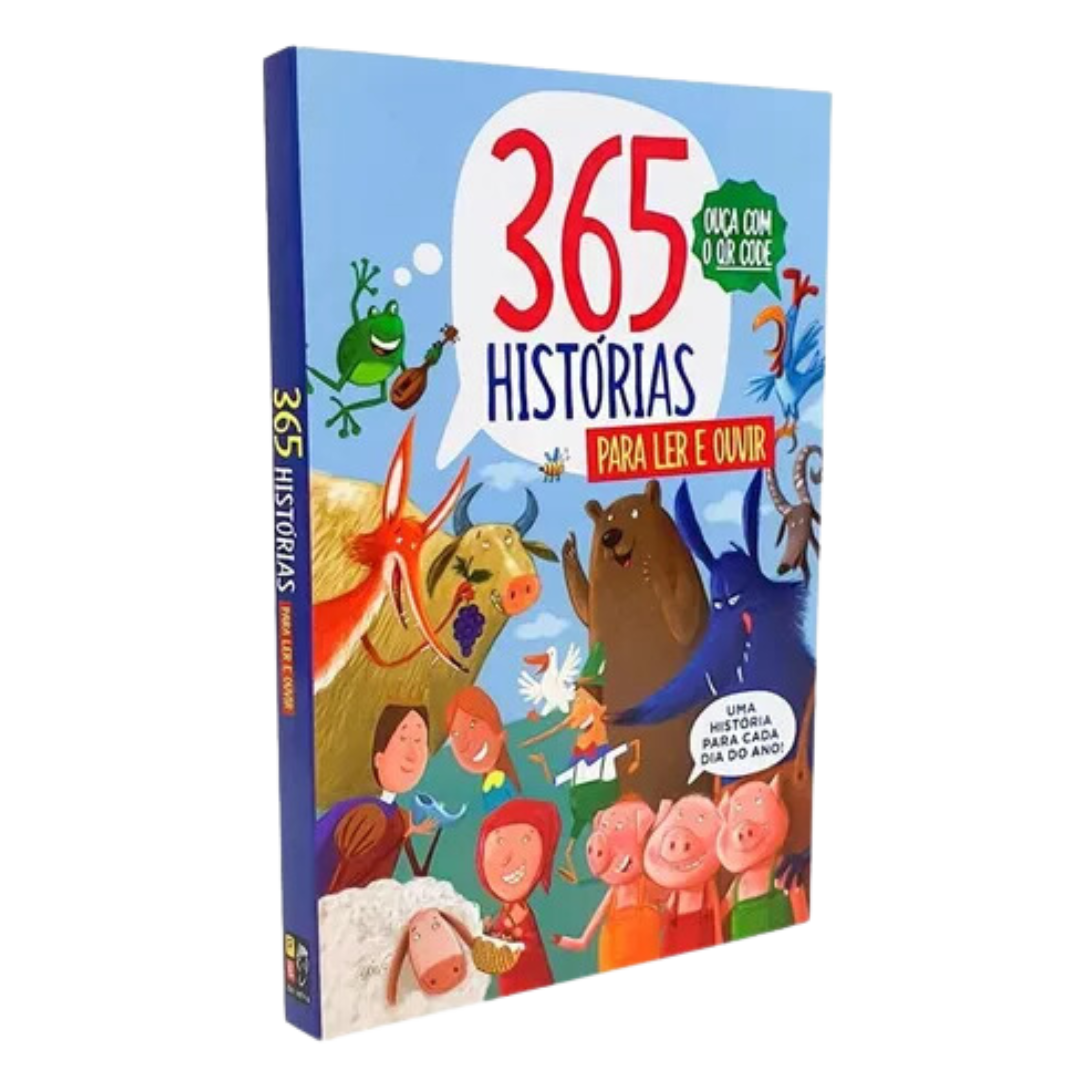 365
HISTÓRIAS
PARA LER E OUVIR
OUÇA COM
O QR CODE
UMA
HISTÓRIA
PARA CADA
DIA DO ANO!
365 HISTÓRIAS PARA LER E OUVIR